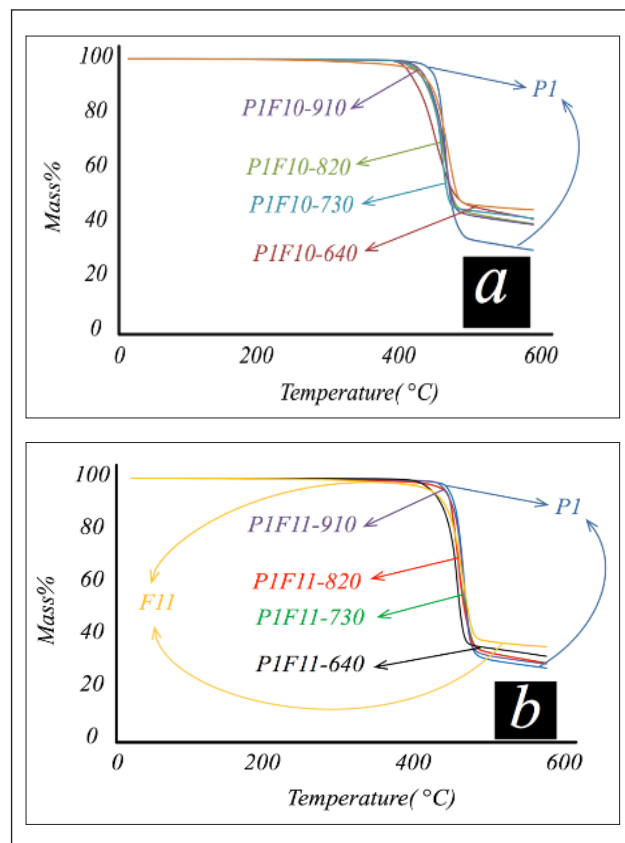 100
80
60
40
20
0
Mass%
P1F10-910
P1F10-820
P1F10-730
P1F10-640
P1
a
0 200 400 600
Temperature( °C)
100
80
60
40
20
0
Mass%
P1F11-910
P1F11-820
P1F11-730
P1F11-640
F11
P1
b
0 200 400 600
Temperature( °C)